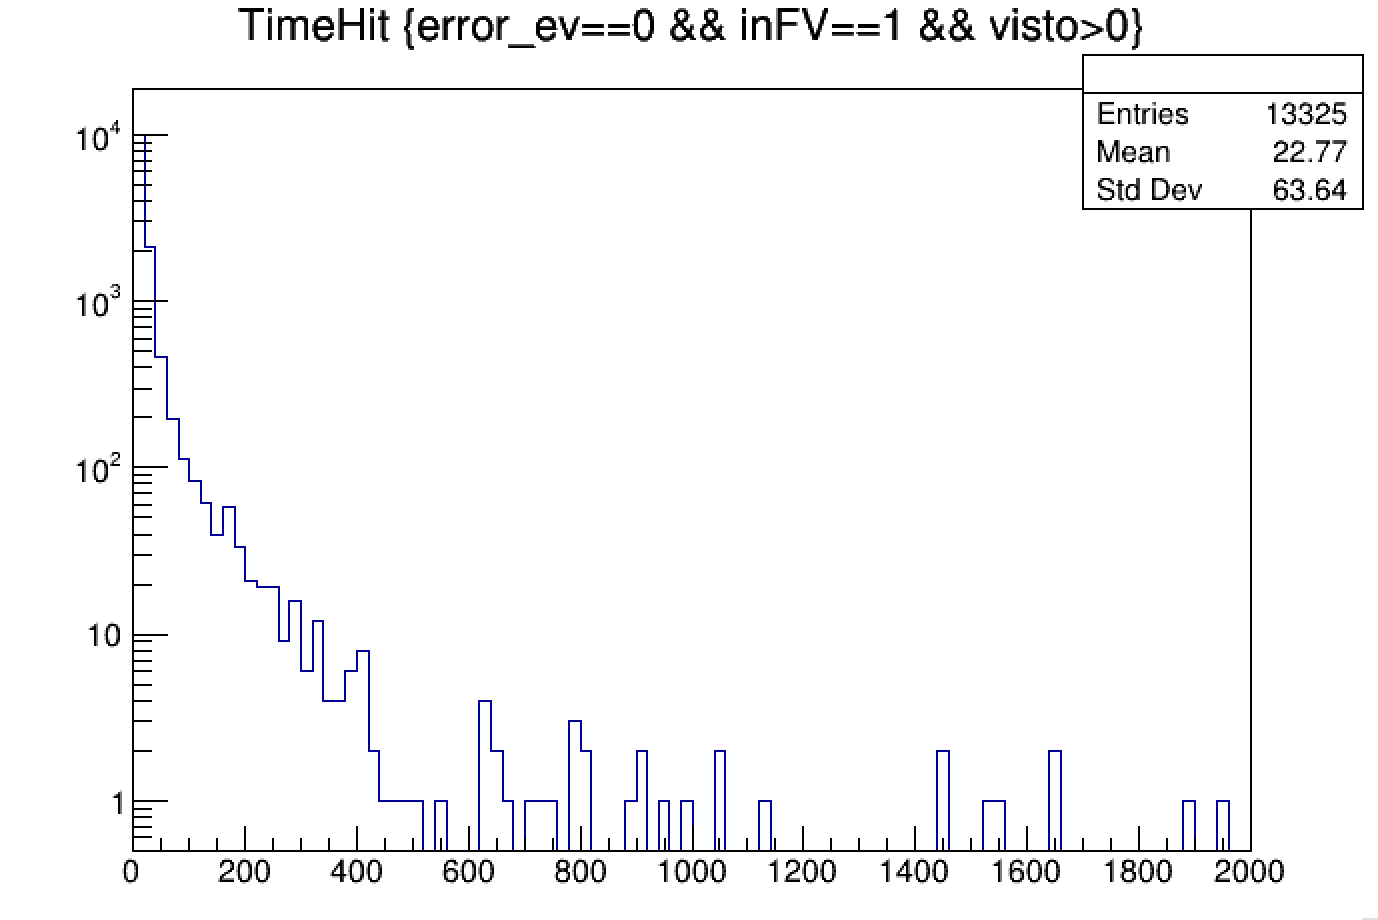 TimeHit {error_ev==0 && inFV==1 && visto>0}
Entries 13325
Mean 22.77
Std Dev 63.64
10^4
10^3
10^2
10
1
0 200 400 600 800 1000 1200 1400 1600 1800 2000